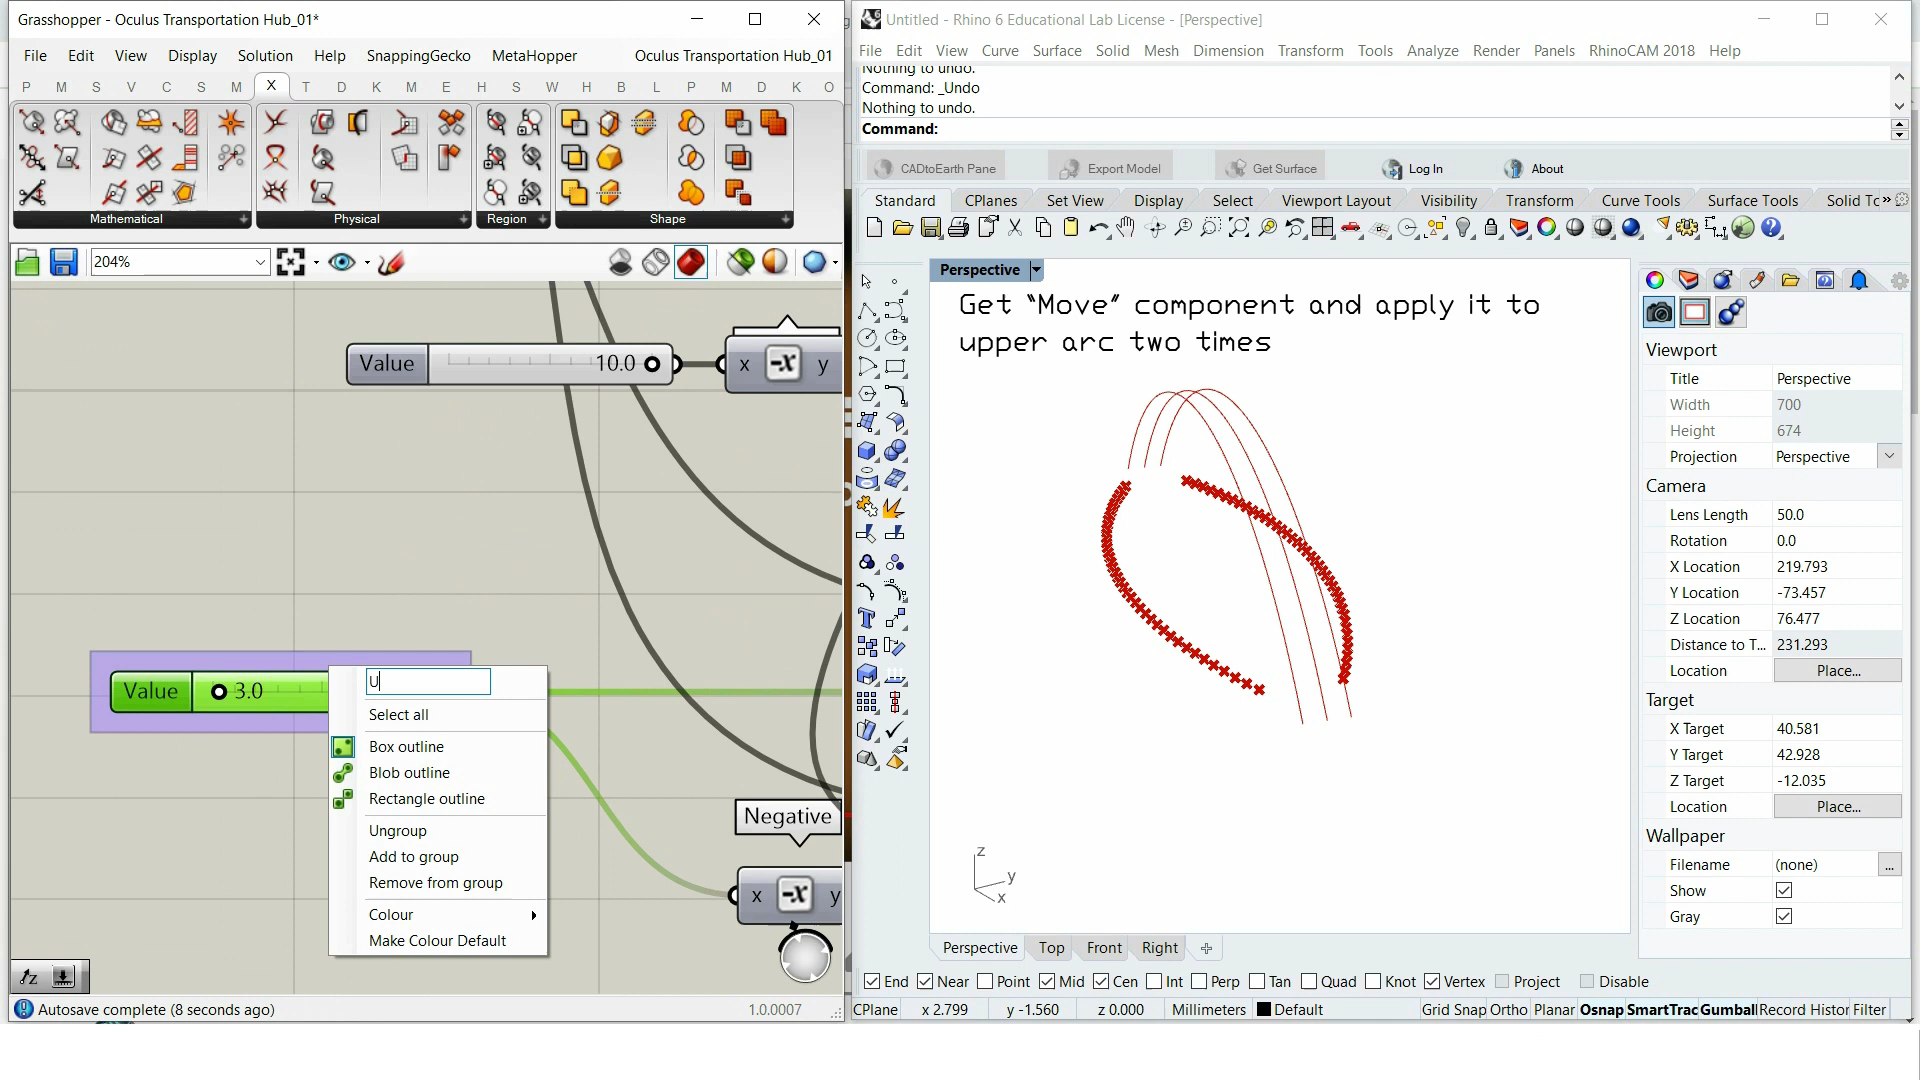 Grasshopper - Oculus Transportation Hub_01*
File Edit View Display Solution Help SnappingGecko MetaHopper Oculus Transportation Hub_01
P M S V C S M X T D K M E H S W H B L P M D K O
Mathematical Physical Region Shape
204%
Value 10.0 x -x y
Value 3.0
U
Select all
Box outline
Blob outline
Rectangle outline
Ungroup
Add to group
Remove from group
Colour
Make Colour Default
Negative
x -x y
Autosave complete (8 seconds ago) 1.0.0007
Untitled - Rhino 6 Educational Lab License - [Perspective]
File Edit View Curve Surface Solid Mesh Dimension Transform Tools Analyze Render Panels RhinoCAM 2018 Help
Nothing to undo.
Command: _Undo
Nothing to undo.
Command:
CADtoEarth Pane Export Model Get Surface Log In About
Standard CPlanes Set View Display Select Viewport Layout Visibility Transform Curve Tools Surface Tools Solid Tc »
Perspective
Get "Move" component and apply it to
upper arc two times
z
y
x
Perspective Top Front Right
End Near Point Mid Cen Int Perp Tan Quad Knot Vertex Project Disable
CPlane x 2.799 y -1.560 z 0.000 Millimeters Default Grid Snap Ortho Planar Osnap SmartTrac Gumball Record Histor Filter
Viewport
Title Perspective
Width 700
Height 674
Projection Perspective
Camera
Lens Length 50.0
Rotation 0.0
X Location 219.793
Y Location -73.457
Z Location 76.477
Distance to T... 231.293
Location Place...
Target
X Target 40.581
Y Target 42.928
Z Target -12.035
Location Place...
Wallpaper
Filename (none) ...
Show
Gray